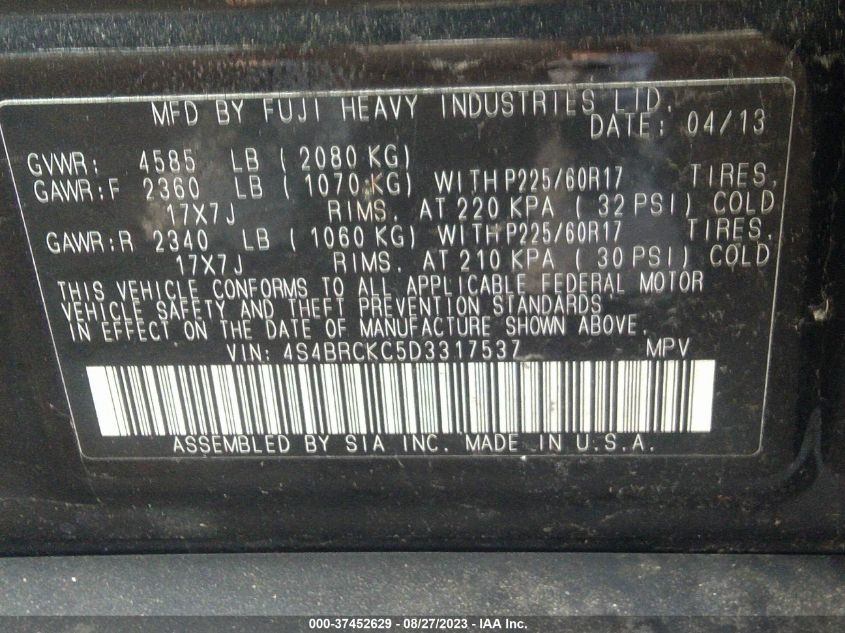 MFD BY FUJI HEAVY INDUSTRIES LTD.
DATE: 04/13
GVWR: 4585 LB ( 2080 KG)
GAWR:F 2360 LB ( 1070 KG) WITH P225/60R17 TIRES,
17X7J RIMS, AT 220 KPA ( 32 PSI) COLD
GAWR:R 2340 LB ( 1060 KG) WITH P225/60R17 TIRES,
17X7J RIMS, AT 210 KPA ( 30 PSI) COLD
THIS VEHICLE CONFORMS TO ALL APPLICABLE FEDERAL MOTOR
VEHICLE SAFETY AND THEFT PREVENTION STANDARDS
IN EFFECT ON THE DATE OF MANUFACTURE SHOWN ABOVE.
VIN: 4S4BRCKC5D3317537 MPV
ASSEMBLED BY SIA INC. MADE IN U.S.A.
000-37452629 - 08/27/2023 - IAA Inc.